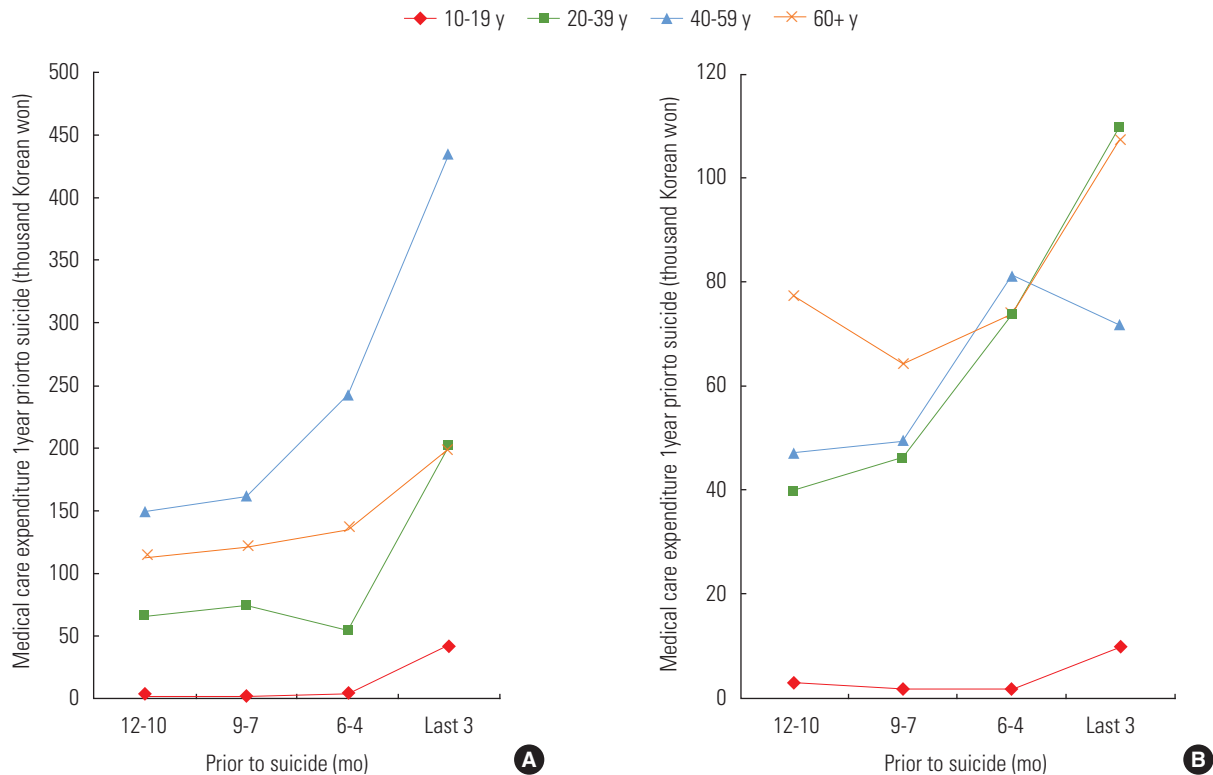 10-19 y 20-39 y 40-59 y 60+ y
Medical care expenditure 1year priorto suicide (thousand Korean won)
500
450
400
350
300
250
200
150
100
50
0
12-10 9-7 6-4 Last 3
Prior to suicide (mo)
A
Medical care expenditure 1year priorto suicide (thousand Korean won)
120
100
80
60
40
20
0
12-10 9-7 6-4 Last 3
Prior to suicide (mo)
B